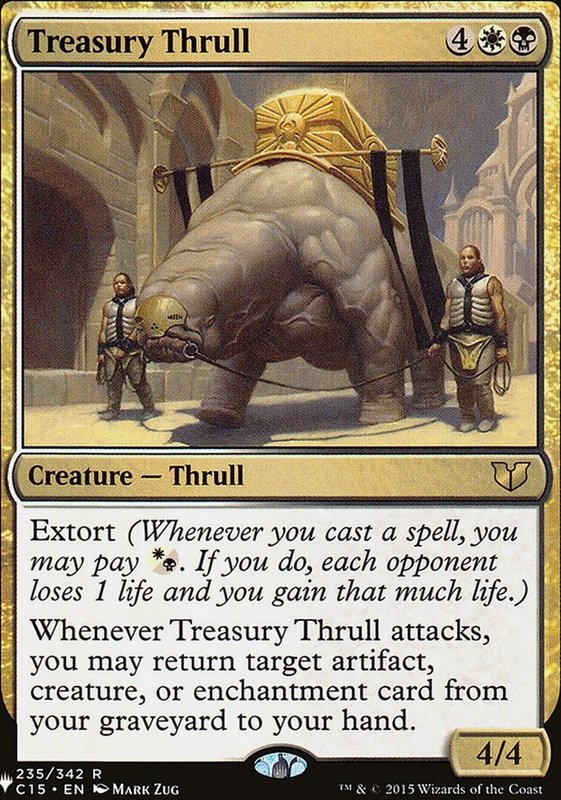 Treasury Thrull 4
Creature — Thrull
Extort (Whenever you cast a spell, you
may pay . If you do, each opponent
loses 1 life and you gain that much life.)
Whenever Treasury Thrull attacks,
you may return target artifact,
creature, or enchantment card from
your graveyard to your hand.
4/4
235/342 R
C15 • EN Mark Zug
™ & © 2015 Wizards of the Coast